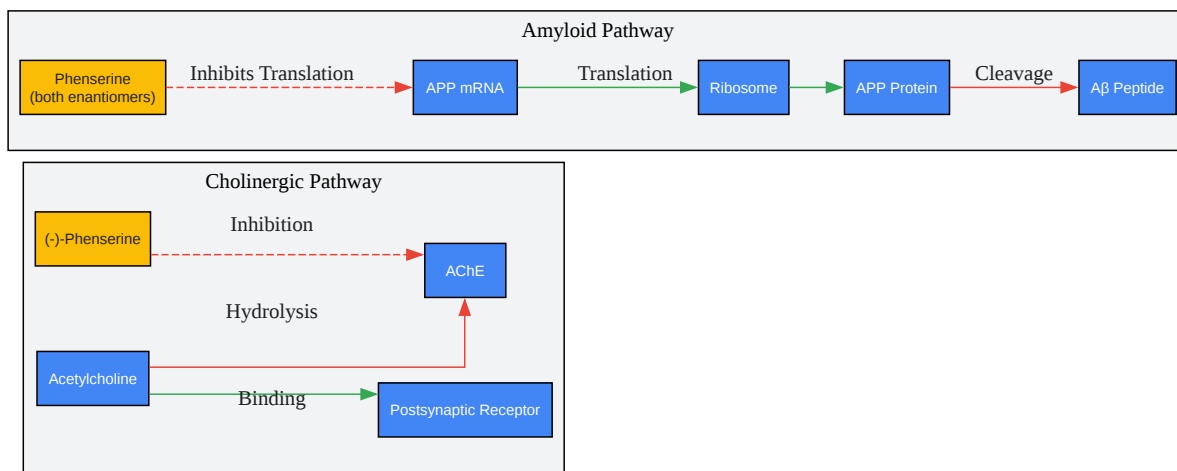 Amyloid Pathway
Phenserine
(both enantiomers)
Inhibits Translation
APP mRNA
Translation
Ribosome
APP Protein
Cleavage
Aβ Peptide
Cholinergic Pathway
(-)-Phenserine
Inhibition
AChE
Hydrolysis
Acetylcholine
Binding
Postsynaptic Receptor